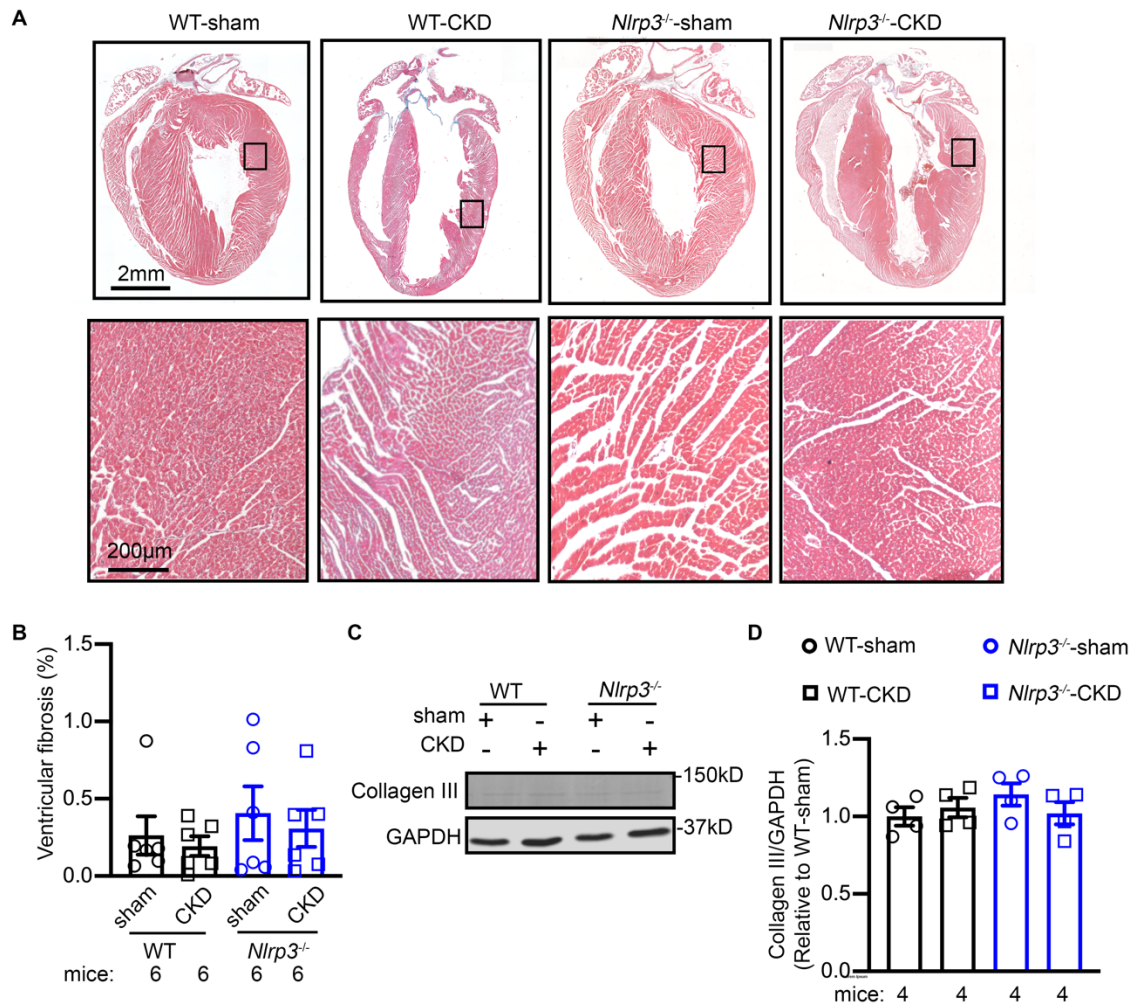 A
WT-sham WT-CKD Nlrp3-/--sham Nlrp3-/--CKD
2mm
200µm
B
Ventricular fibrosis (%)
1.5
1.0
0.5
0.0
sham CKD sham CKD
WT Nlrp3-/-
mice: 6 6 6 6
C
WT Nlrp3-/-
sham + - + -
CKD - + - +
Collagen III -150kD
GAPDH -37kD
D
WT-sham Nlrp3-/--sham
WT-CKD Nlrp3-/--CKD
Collagen III/GAPDH
(Relative to WT-sham)
1.5
1.0
0.5
0.0
mice: 4 4 4 4